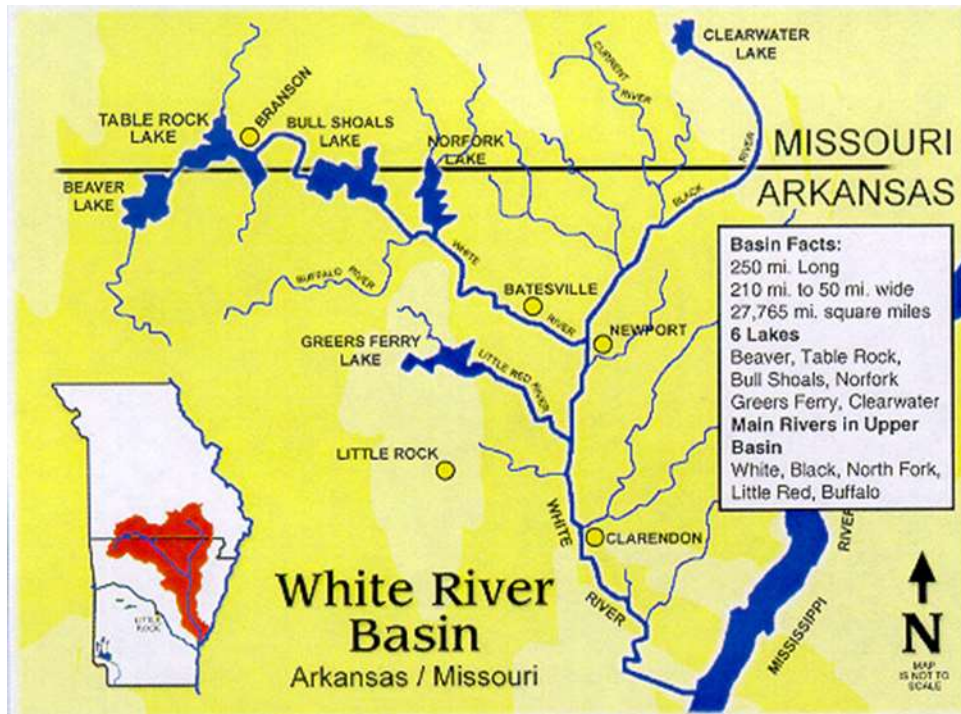 CLEARWATER
LAKE
CURRENT
RIVER
BRANSON
TABLE ROCK
LAKE
BULL SHOALS
LAKE
NORFORK
LAKE
RIVER
MISSOURI
BEAVER
LAKE
ARKANSAS
BLACK
WHITE
RIVER
BUFFALO RIVER
BATESVILLE
NEWPORT
GREERS FERRY
LAKE
LITTLE RED RIVER
Basin Facts:
250 mi. Long
210 mi. to 50 mi. wide
27,765 mi. square miles
6 Lakes
Beaver, Table Rock,
Bull Shoals, Norfork
Greers Ferry, Clearwater
Main Rivers in Upper
Basin
White, Black, North Fork,
Little Red, Buffalo
LITTLE ROCK
WHITE
RIVER
CLARENDON
MISSISSIPPI
RIVER
White River
Basin
Arkansas / Missouri
LITTLE
ROCK
N
MAP
IS NOT TO
SCALE